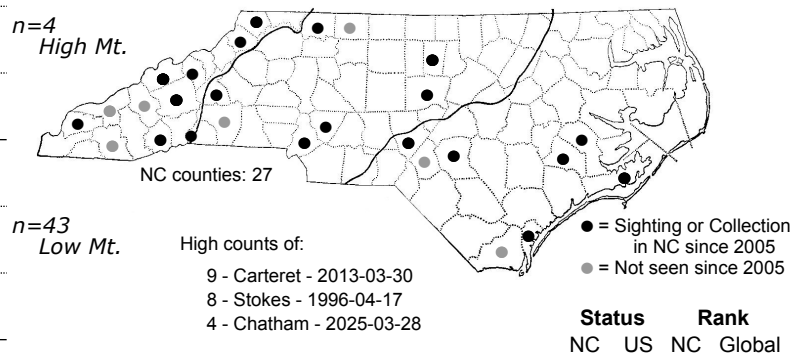 n=4
High Mt.
NC counties: 27
n=43
Low Mt.
High counts of:
9 - Carteret - 2013-03-30
8 - Stokes - 1996-04-17
4 - Chatham - 2025-03-28
= Sighting or Collection
in NC since 2005
= Not seen since 2005
Status Rank
NC US NC Global